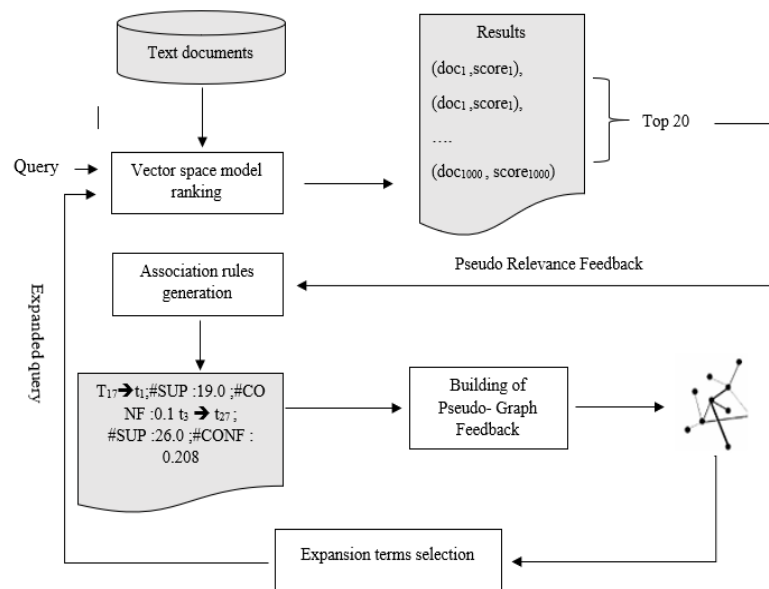 Text documents
Results
(doc₁ ,score₁),
(doc₁ ,score₁),
....
(doc₁₀₀₀ , score₁₀₀₀)
Top 20
Query
Vector space model
ranking
Pseudo Relevance Feedback
Association rules
generation
Expanded query
T₁₇➔t₁;#SUP :19.0 ;#CO
NF :0.1 t₃ ➔ t₂₇ ;
#SUP :26.0 ;#CONF :
0.208
Building of
Pseudo- Graph
Feedback
Expansion terms selection